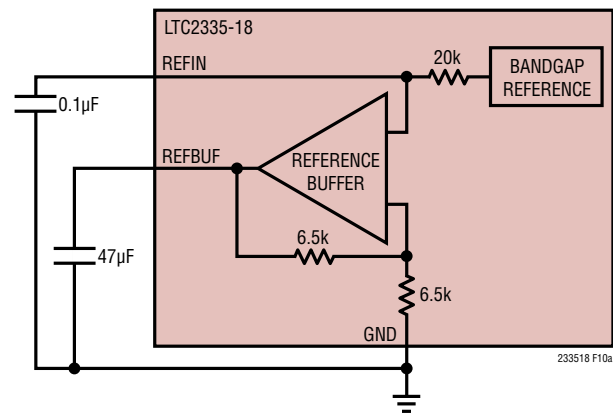 LTC2335-18
REFIN
20k
BANDGAP
REFERENCE
0.1µF
REFBUF
REFERENCE
BUFFER
6.5k
47µF
6.5k
GND
233518 F10a